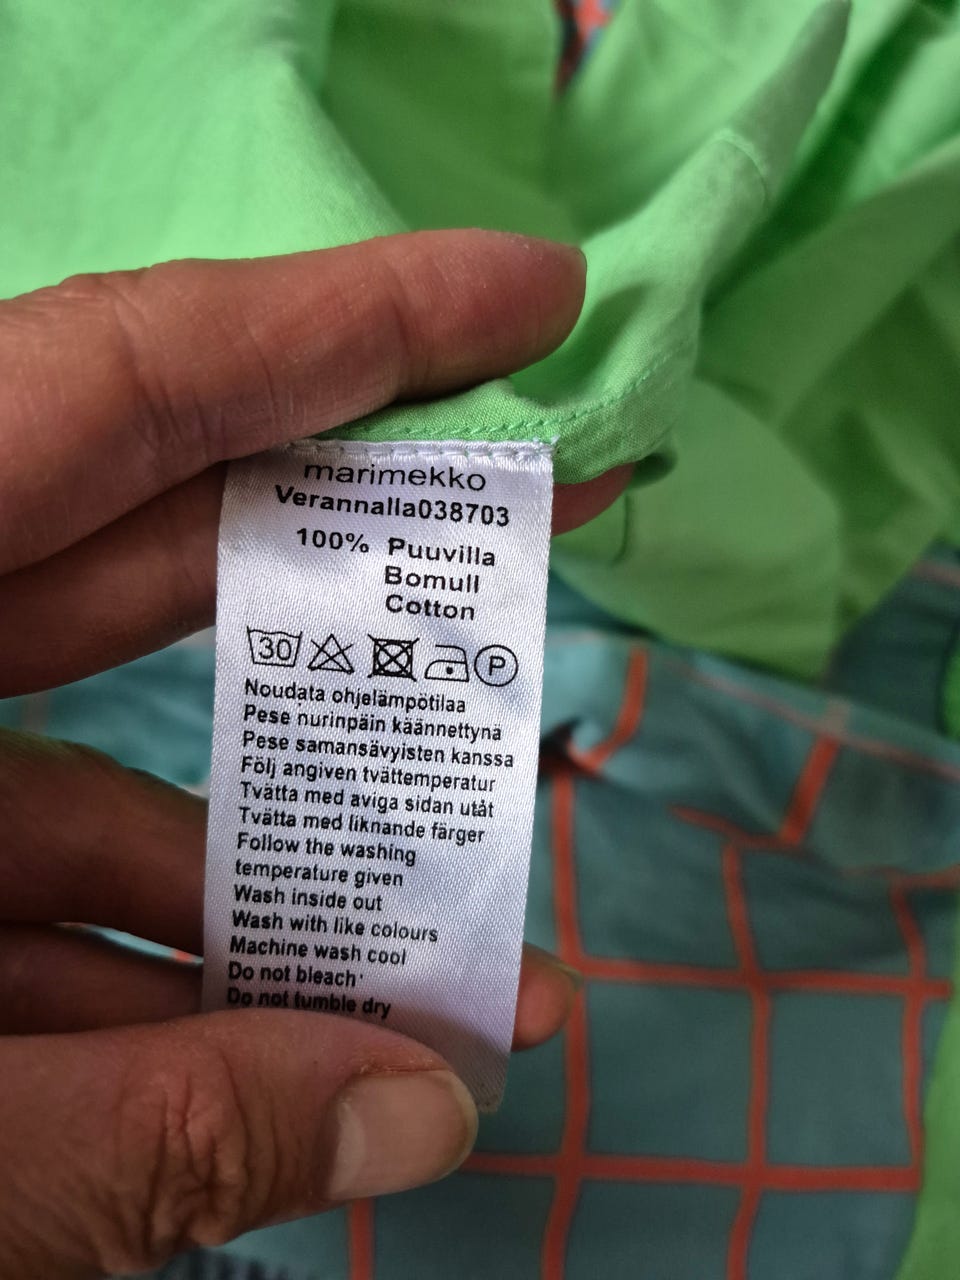 marimekko
Verannalla038703
100% Puuvilla
Bomull
Cotton
30 P
Noudata ohjelämpötilaa
Pese nurinpäin käännettynä
Pese samansävyisten kanssa
Följ angiven tvättemperatur
Tvätta med aviga sidan utåt
Tvätta med liknande färger
Follow the washing
temperature given
Wash inside out
Wash with like colours
Machine wash cool
Do not bleach
Do not tumble dry